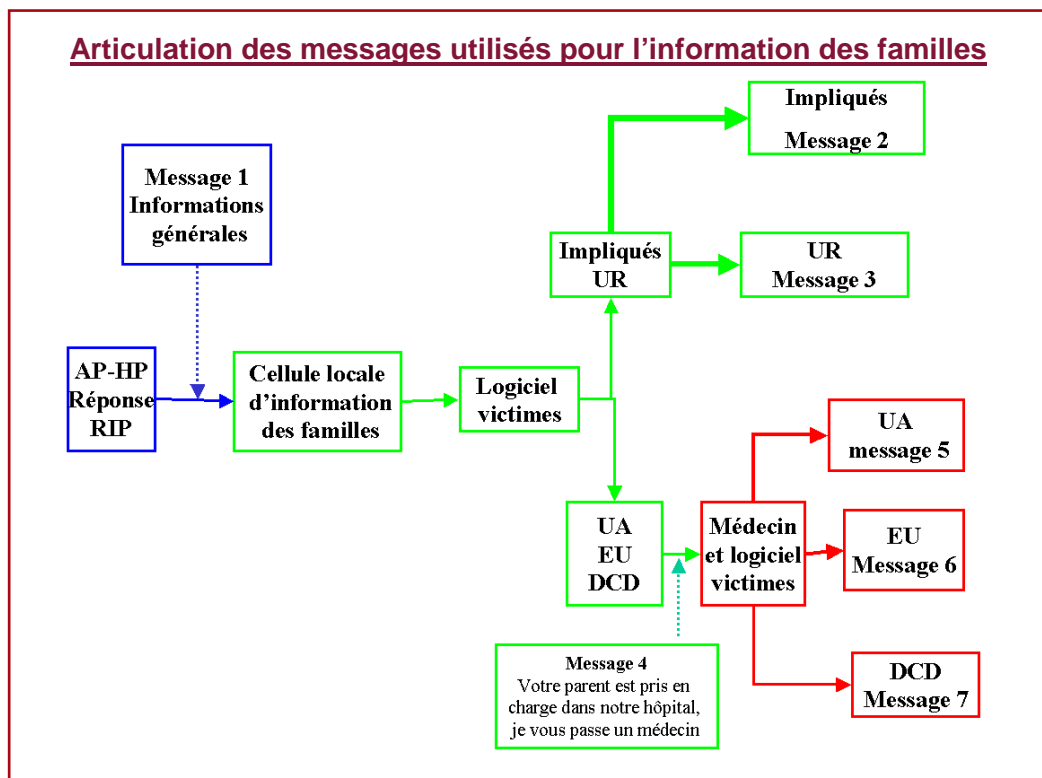 Articulation des messages utilisés pour l’information des familles
Impliqués
Message 2
Message 1
Informations
générales
Impliqués
UR
UR
Message 3
AP-HP
Réponse
RIP
Cellule locale
d’information
des familles
Logiciel
victimes
UA
message 5
UA
EU
DCD
Médecin
et logiciel
victimes
EU
Message 6
Message 4
Votre parent est pris en
charge dans notre hôpital,
je vous passe un médecin
DCD
Message 7